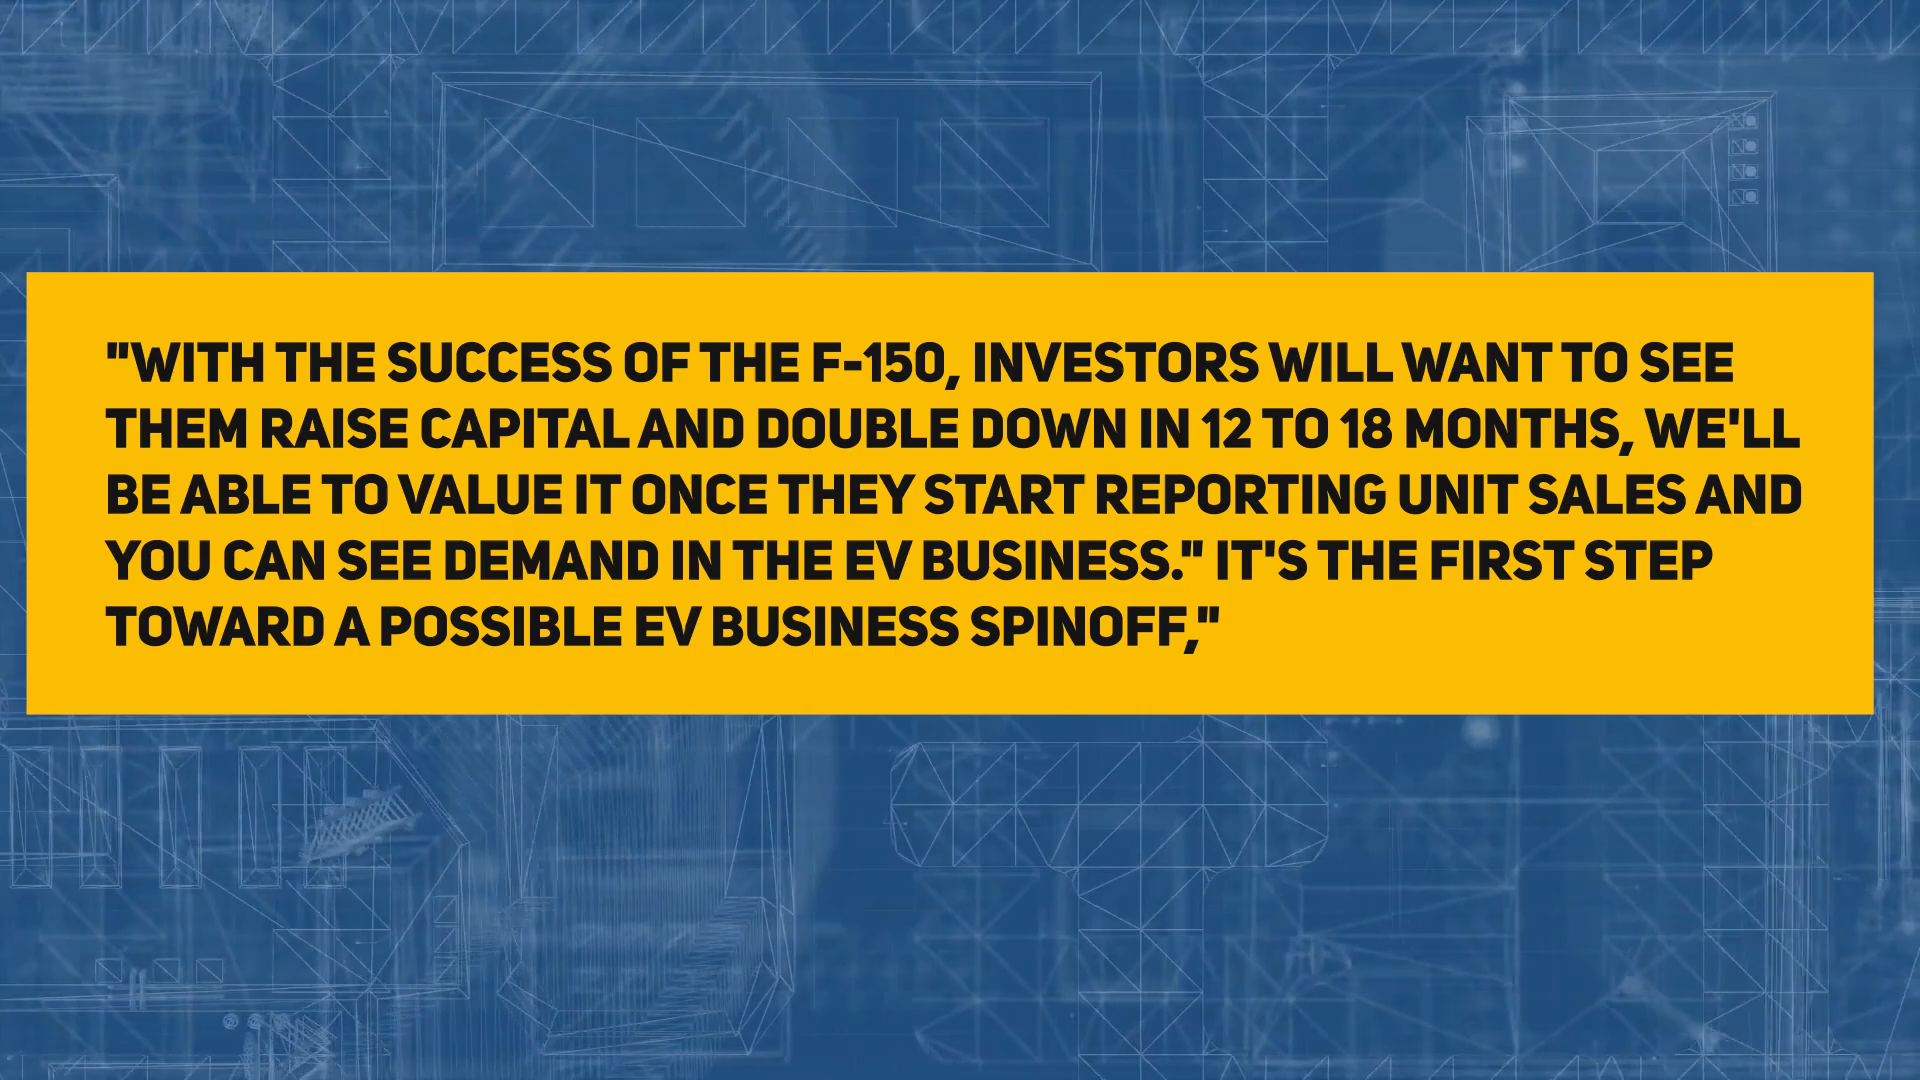 "WITH THE SUCCESS OF THE F-150, INVESTORS WILL WANT TO SEE
THEM RAISE CAPITAL AND DOUBLE DOWN IN 12 TO 18 MONTHS, WE'LL
BE ABLE TO VALUE IT ONCE THEY START REPORTING UNIT SALES AND
YOU CAN SEE DEMAND IN THE EV BUSINESS." IT'S THE FIRST STEP
TOWARD A POSSIBLE EV BUSINESS SPINOFF,"